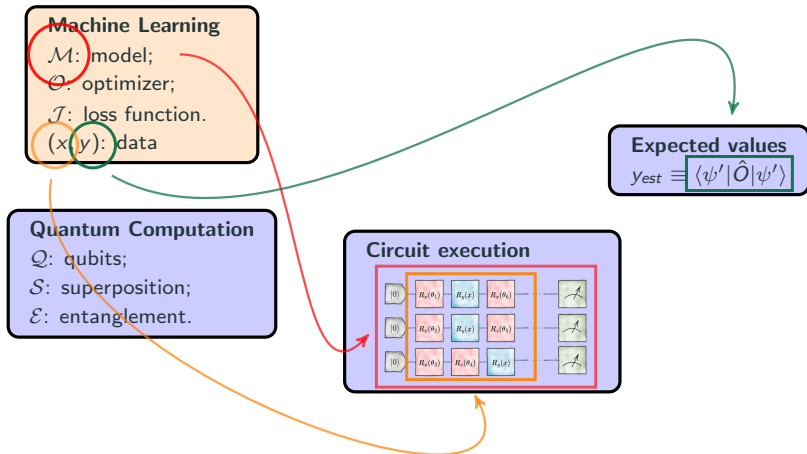 Machine Learning
ℳ: model;
𝒪: optimizer;
𝒥: loss function.
(x, y): data
Expected values
y_est ≡ ⟨ψ′|Ô|ψ′⟩
Quantum Computation
𝒬: qubits;
𝒮: superposition;
ℰ: entanglement.
Circuit execution
|0⟩
|0⟩
|0⟩